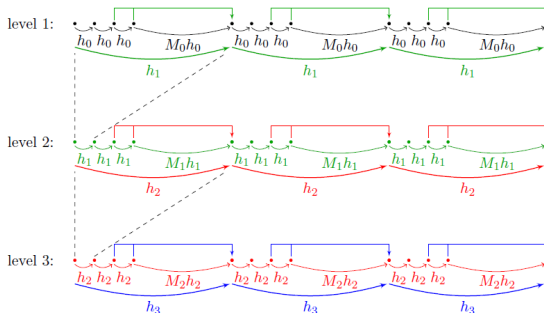 level 1:
h₀ h₀ h₀ M₀h₀ h₀ h₀ h₀ M₀h₀ h₀ h₀ h₀ M₀h₀
h₁ h₁ h₁
level 2:
h₁ h₁ h₁ M₁h₁ h₁ h₁ h₁ M₁h₁ h₁ h₁ h₁ M₁h₁
h₂ h₂ h₂
level 3:
h₂ h₂ h₂ M₂h₂ h₂ h₂ h₂ M₂h₂ h₂ h₂ h₂ M₂h₂
h₃ h₃ h₃